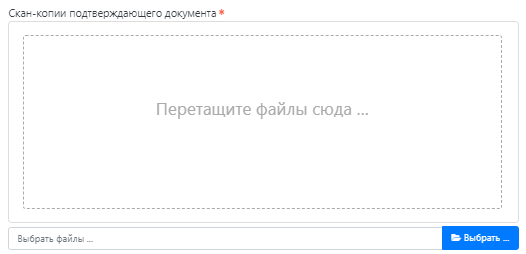 Скан-копии подтверждающего документа *
Перетащите файлы сюда ...
Выбрать файлы ...
Выбрать ...